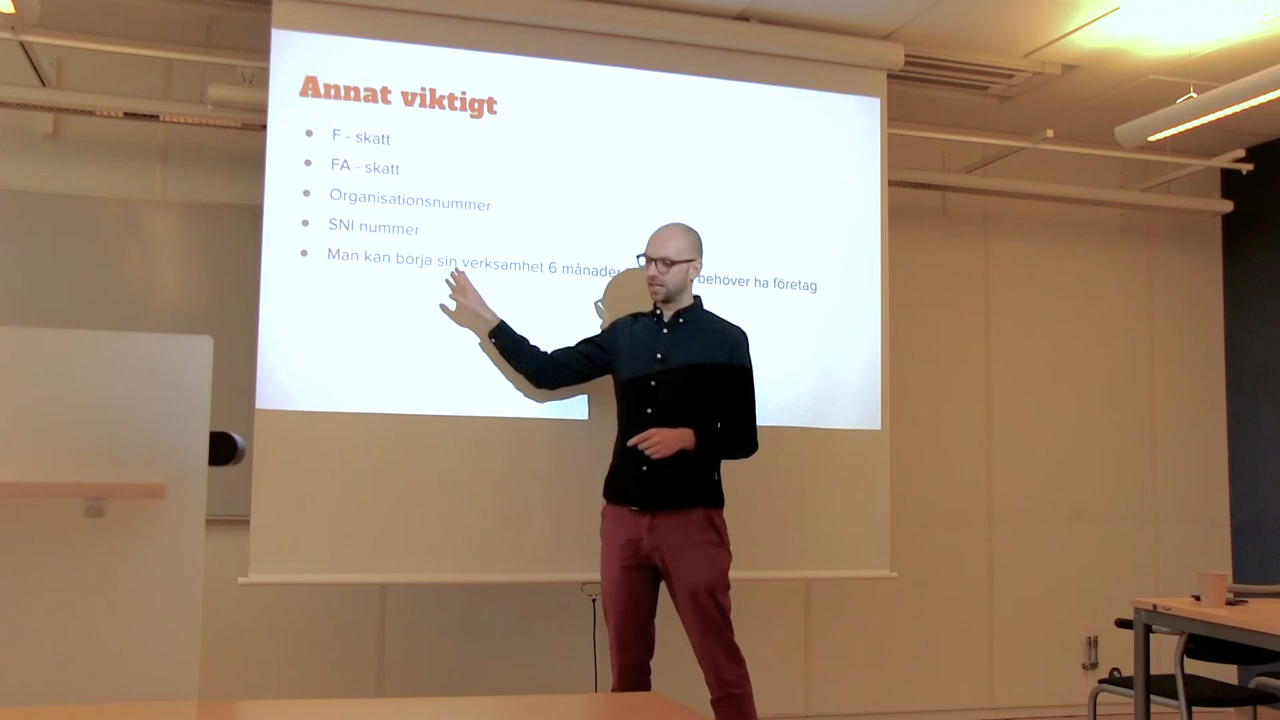 Annat viktigt
F - skatt
FA - skatt
Organisationsnummer
SNI nummer
Man kan börja sin verksamhet 6 månader behöver ha företag